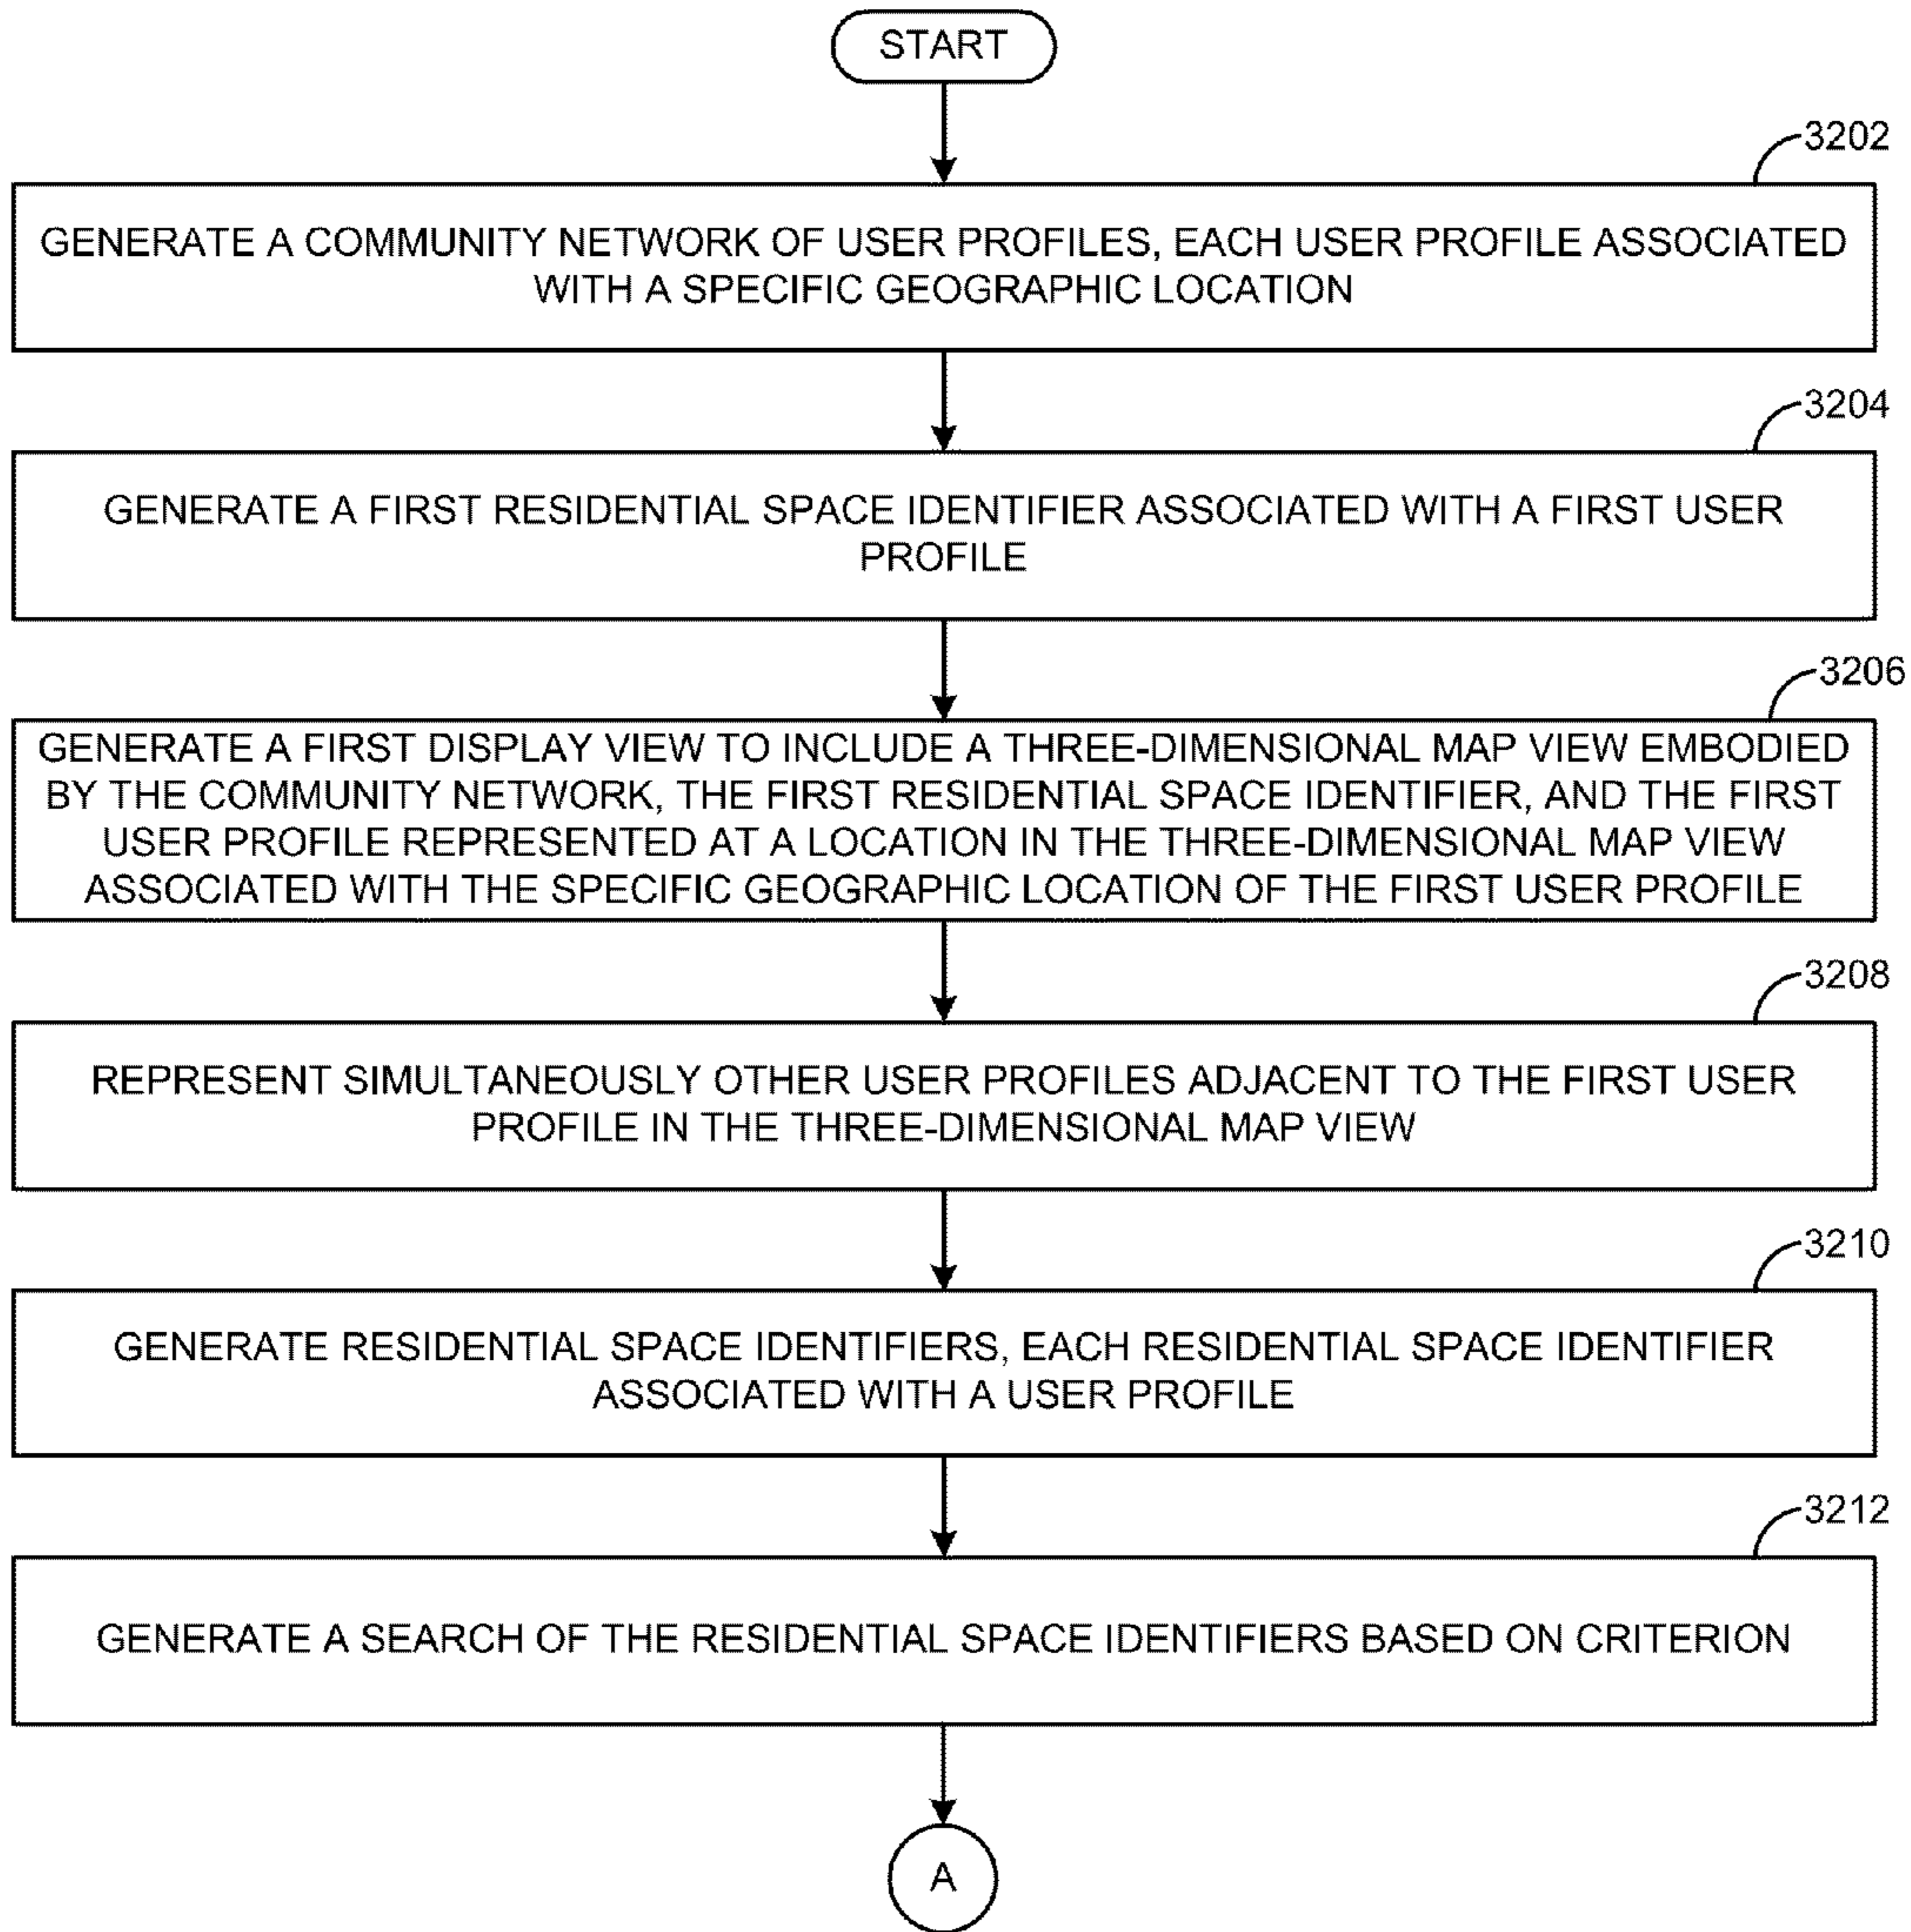 START
3202
GENERATE A COMMUNITY NETWORK OF USER PROFILES, EACH USER PROFILE ASSOCIATED
WITH A SPECIFIC GEOGRAPHIC LOCATION
3204
GENERATE A FIRST RESIDENTIAL SPACE IDENTIFIER ASSOCIATED WITH A FIRST USER
PROFILE
3206
GENERATE A FIRST DISPLAY VIEW TO INCLUDE A THREE-DIMENSIONAL MAP VIEW EMBODIED
BY THE COMMUNITY NETWORK, THE FIRST RESIDENTIAL SPACE IDENTIFIER, AND THE FIRST
USER PROFILE REPRESENTED AT A LOCATION IN THE THREE-DIMENSIONAL MAP VIEW
ASSOCIATED WITH THE SPECIFIC GEOGRAPHIC LOCATION OF THE FIRST USER PROFILE
3208
REPRESENT SIMULTANEOUSLY OTHER USER PROFILES ADJACENT TO THE FIRST USER
PROFILE IN THE THREE-DIMENSIONAL MAP VIEW
3210
GENERATE RESIDENTIAL SPACE IDENTIFIERS, EACH RESIDENTIAL SPACE IDENTIFIER
ASSOCIATED WITH A USER PROFILE
3212
GENERATE A SEARCH OF THE RESIDENTIAL SPACE IDENTIFIERS BASED ON CRITERION
A